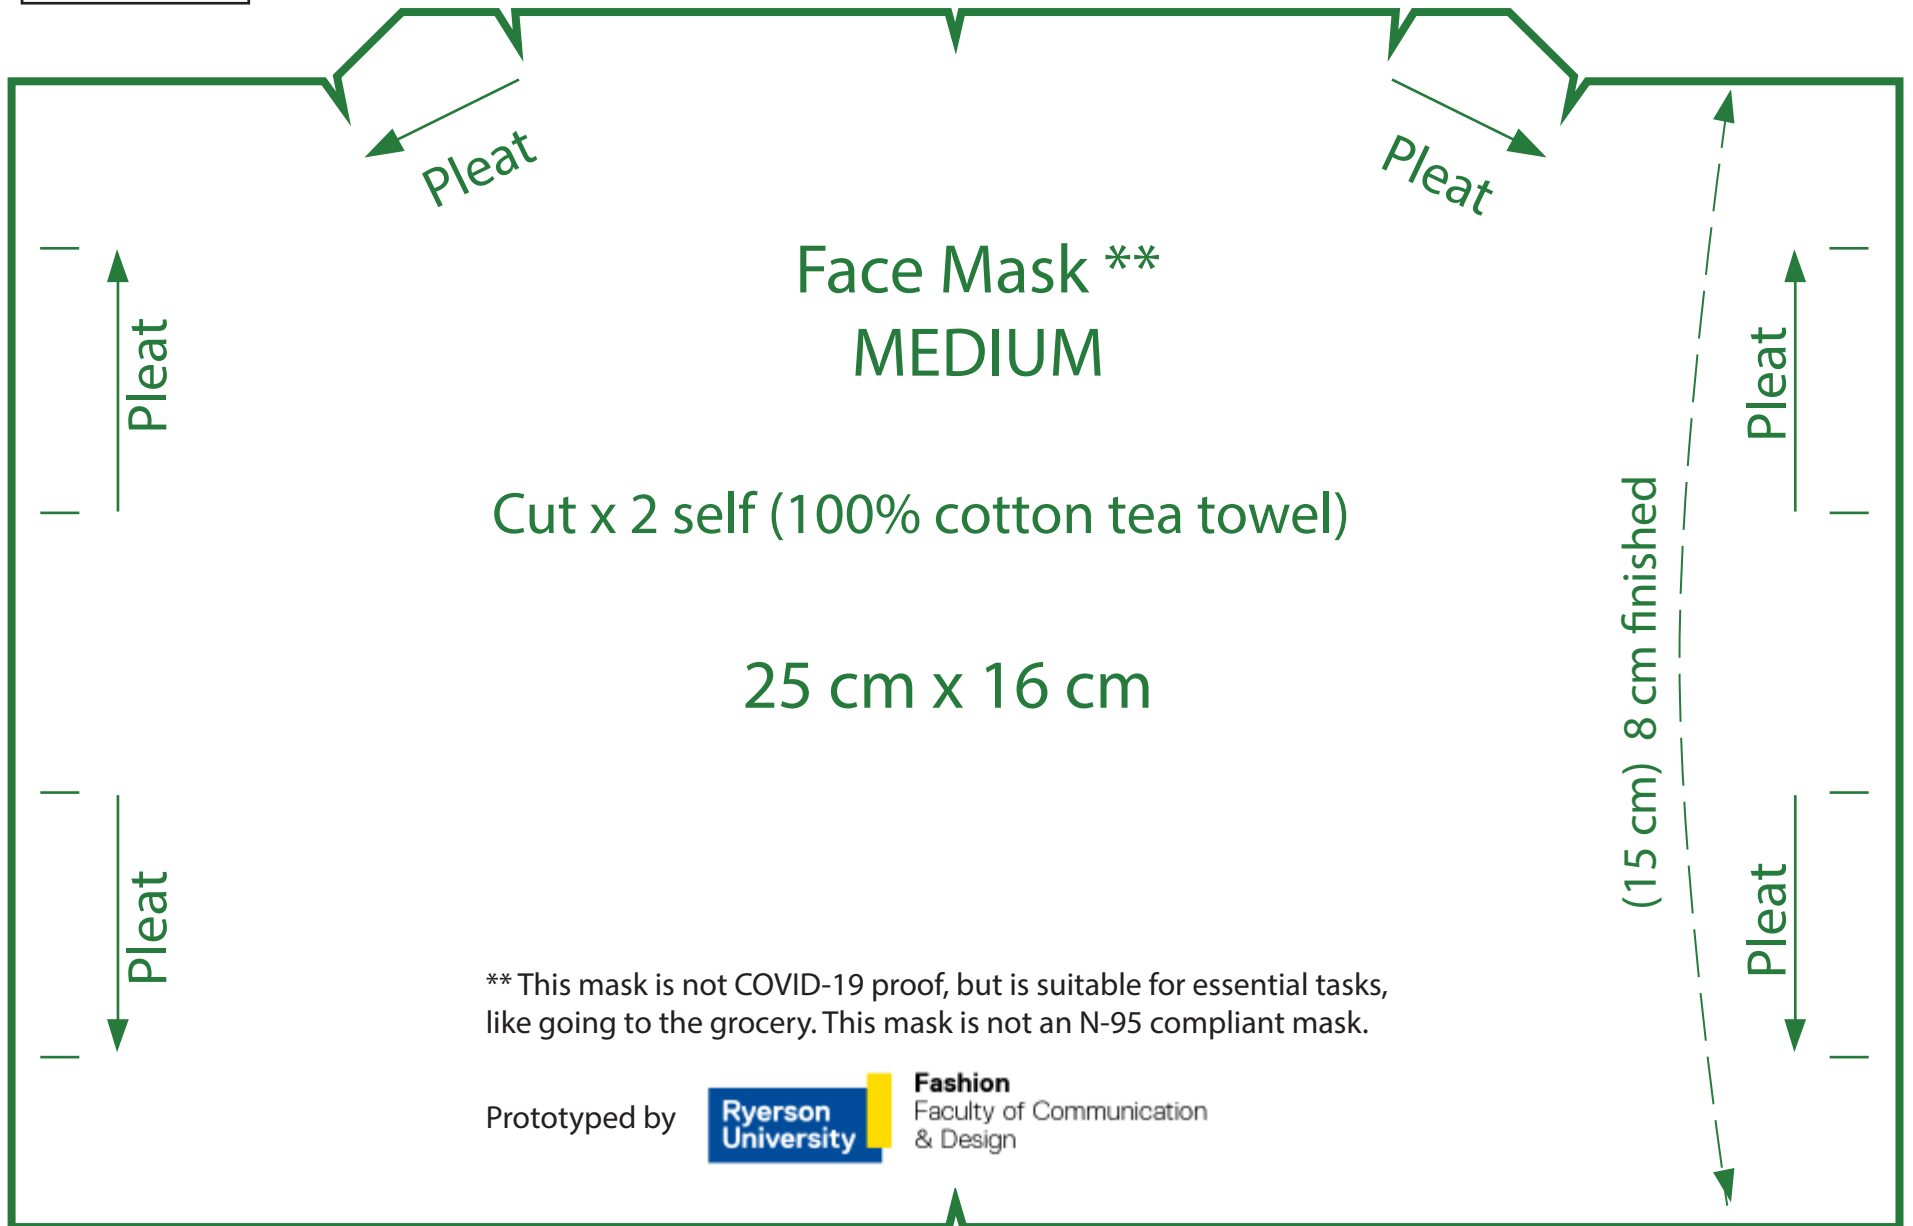 Pleat
Pleat
Face Mask **
MEDIUM
Pleat
Pleat
Cut x 2 self (100% cotton tea towel)
(15 cm) 8 cm finished
25 cm x 16 cm
Pleat
Pleat
** This mask is not COVID-19 proof, but is suitable for essential tasks,
like going to the grocery. This mask is not an N-95 compliant mask.
Prototyped by
Ryerson
University
Fashion
Faculty of Communication
& Design